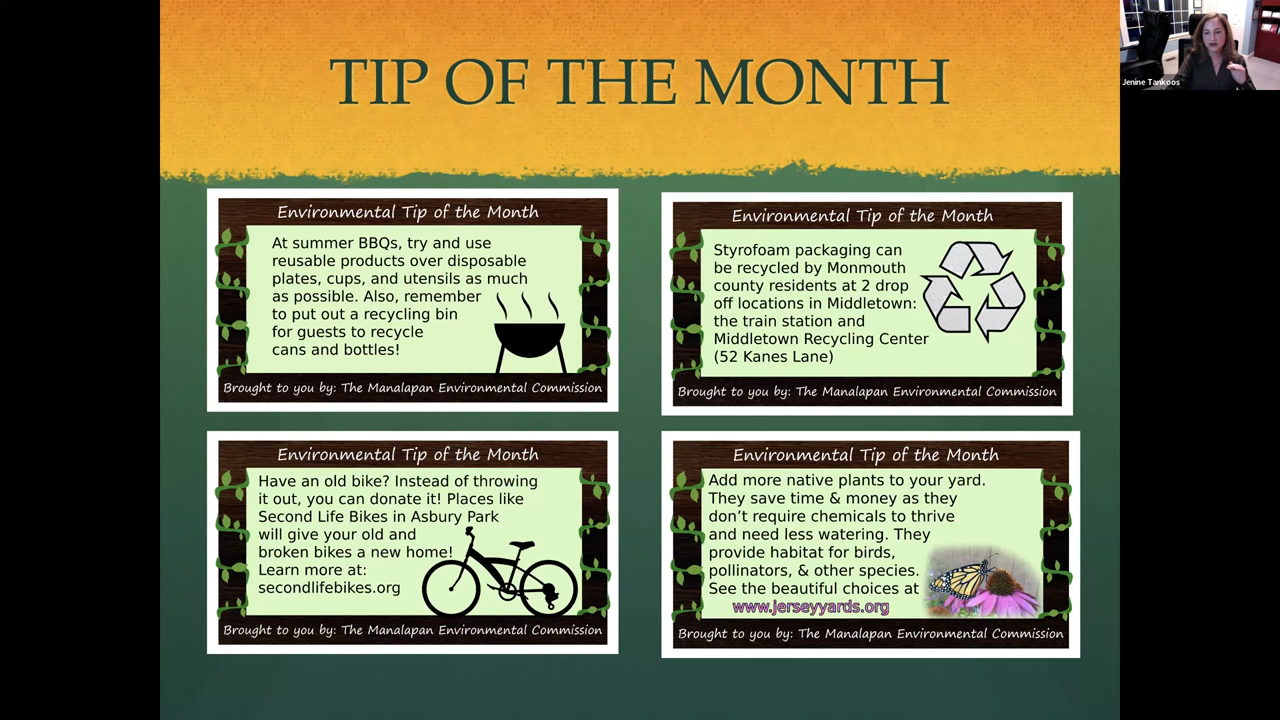 TIP OF THE MONTH
Jenine Tankoos
Environmental Tip of the Month
At summer BBQs, try and use
reusable products over disposable
plates, cups, and utensils as much
as possible. Also, remember
to put out a recycling bin
for guests to recycle
cans and bottles!
Brought to you by: The Manalapan Environmental Commission
Environmental Tip of the Month
Styrofoam packaging can
be recycled by Monmouth
county residents at 2 drop
off locations in Middletown:
the train station and
Middletown Recycling Center
(52 Kanes Lane)
Brought to you by: The Manalapan Environmental Commission
Environmental Tip of the Month
Have an old bike? Instead of throwing
it out, you can donate it! Places like
Second Life Bikes in Asbury Park
will give your old and
broken bikes a new home!
Learn more at:
secondlifebikes.org
Brought to you by: The Manalapan Environmental Commission
Environmental Tip of the Month
Add more native plants to your yard.
They save time & money as they
don't require chemicals to thrive
and need less watering. They
provide habitat for birds,
pollinators, & other species.
See the beautiful choices at
www.jerseyyards.org
Brought to you by: The Manalapan Environmental Commission